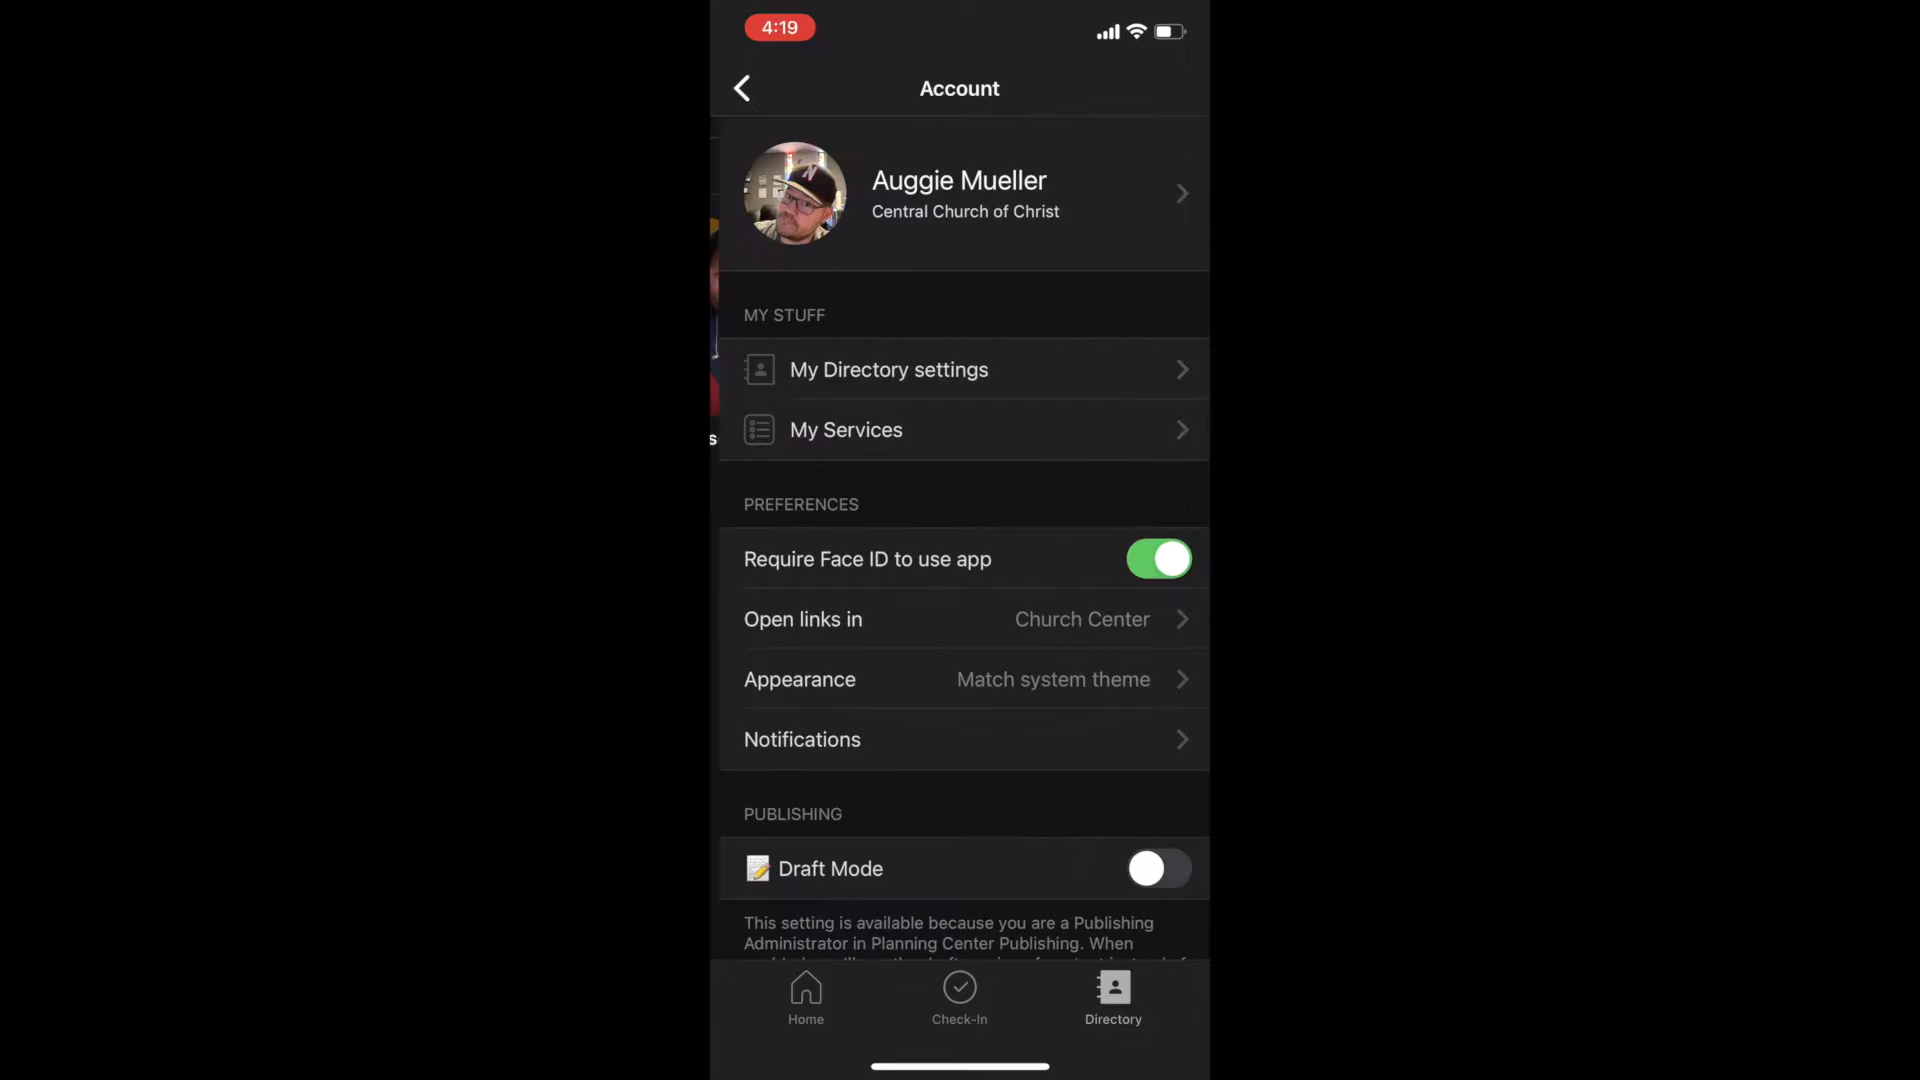 4:19
Account
N
Auggie Mueller
Central Church of Christ
MY STUFF
My Directory settings
s
My Services
PREFERENCES
Require Face ID to use app
Open links in Church Center
Appearance Match system theme
Notifications
PUBLISHING
Draft Mode
This setting is available because you are a Publishing
Administrator in Planning Center Publishing. When
Home Check-In Directory